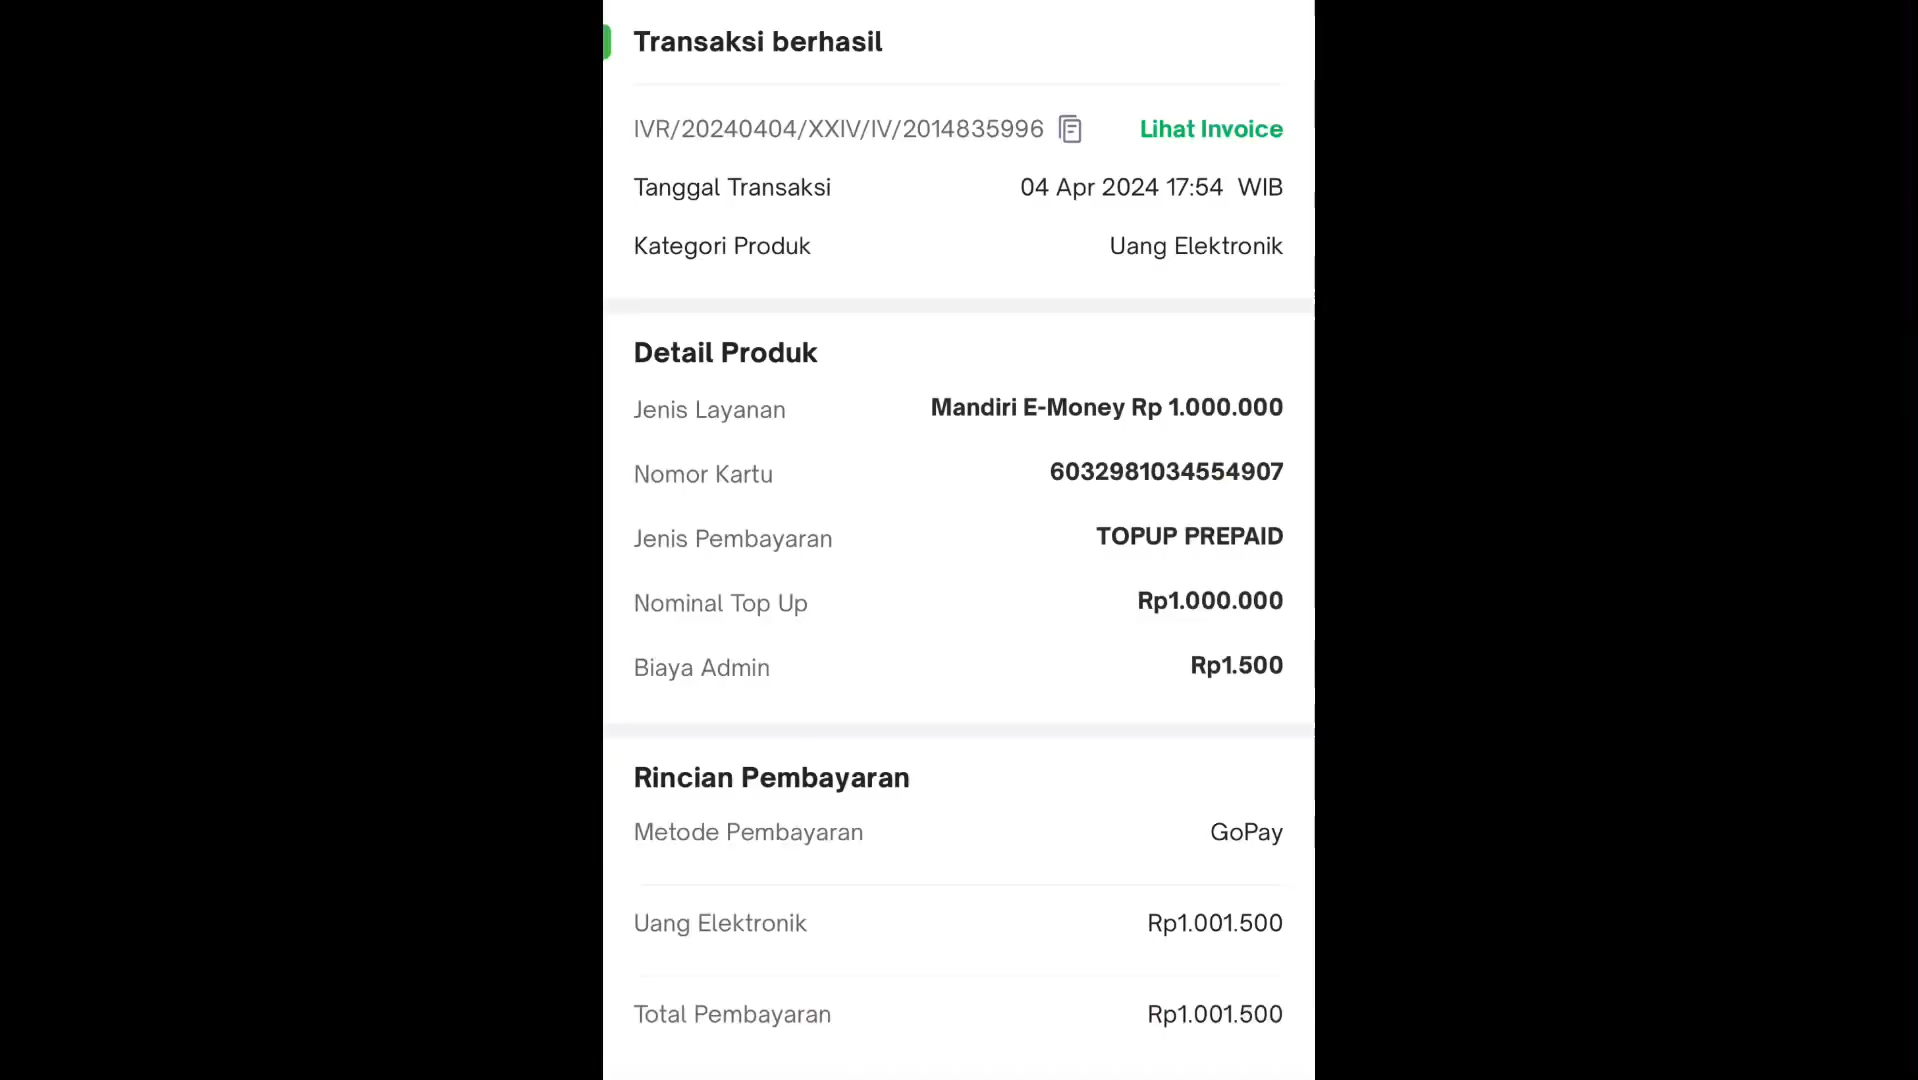 Transaksi berhasil
IVR/20240404/XXIV/IV/2014835996 Lihat Invoice
Tanggal Transaksi 04 Apr 2024 17:54 WIB
Kategori Produk Uang Elektronik
Detail Produk
Jenis Layanan Mandiri E-Money Rp 1.000.000
Nomor Kartu 6032981034554907
Jenis Pembayaran TOPUP PREPAID
Nominal Top Up Rp1.000.000
Biaya Admin Rp1.500
Rincian Pembayaran
Metode Pembayaran GoPay
Uang Elektronik Rp1.001.500
Total Pembayaran Rp1.001.500